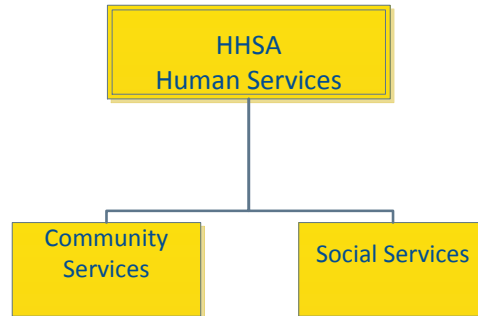 HHSA
Human Services
Community
Services
Social Services